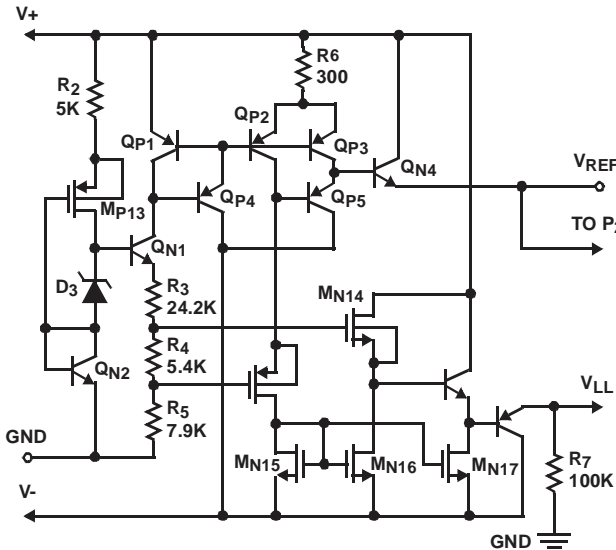 V+
R2
5K
R6
300
QP1
QP2
QP3
QN4
VREF
MP13
QP4
QP5
TO P
QN1
D3
R3
24.2K
MN14
R4
5.4K
QN2
VLL
R5
7.9K
GND
MN15
MN16
MN17
R7
100K
V-
GND